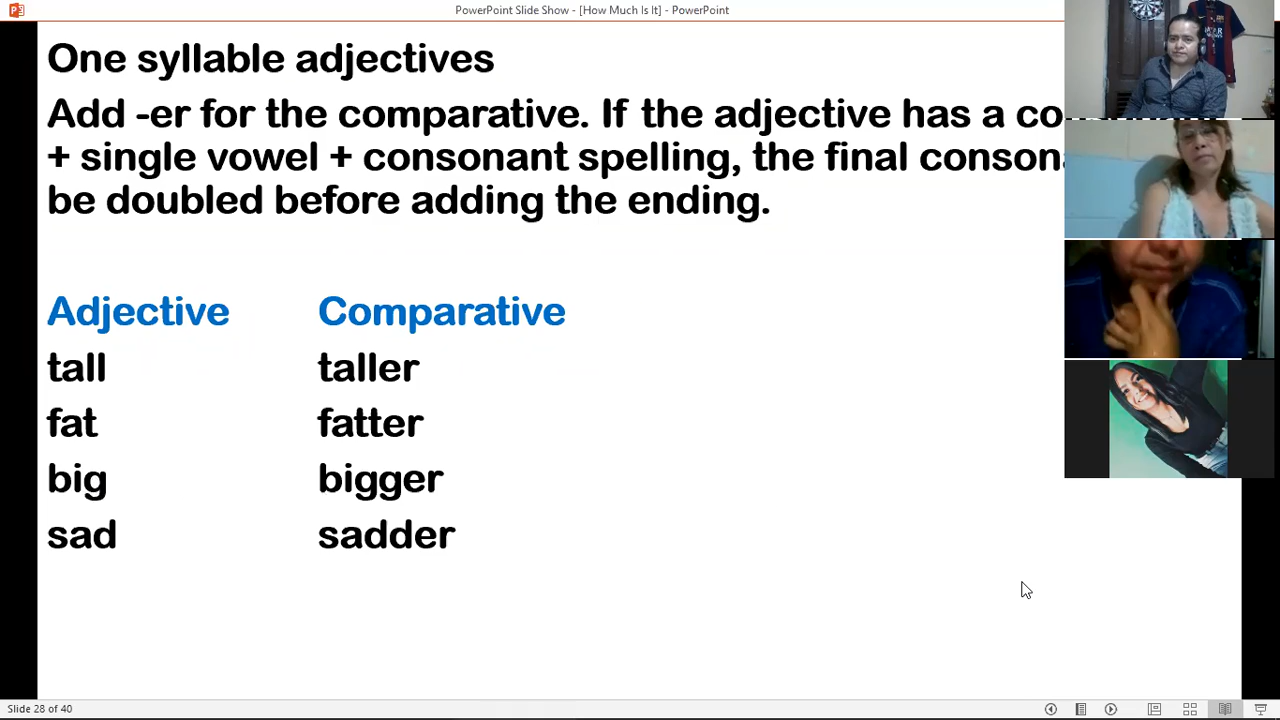 PowerPoint Slide Show - [How Much Is It] - PowerPoint
One syllable adjectives
Add -er for the comparative. If the adjective has a
+ single vowel + consonant spelling, the final
be doubled before adding the ending.
Adjective Comparative
tall taller
fat fatter
big bigger
sad sadder
Slide 28 of 40